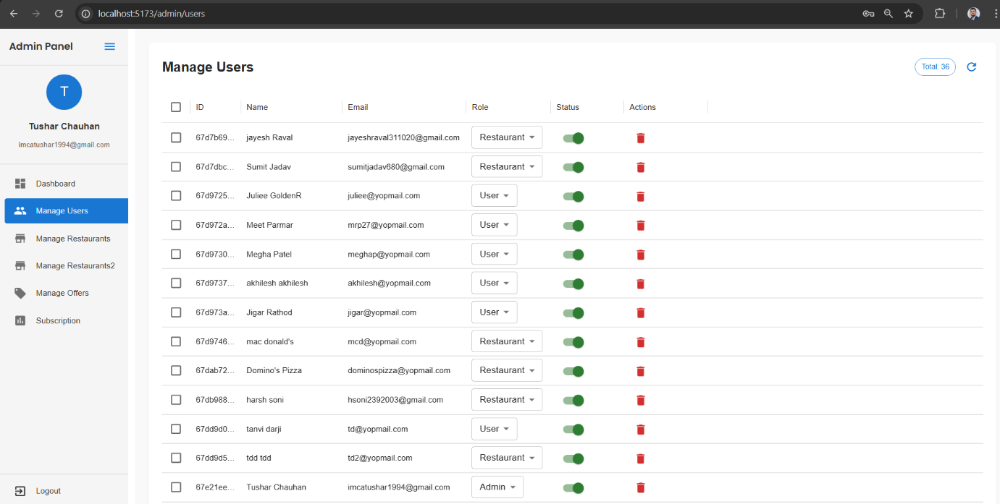 localhost:5173/admin/users
Admin Panel
T
Tushar Chauhan
imcatushar1994@gmail.com
Dashboard
Manage Users
Manage Restaurants
Manage Restaurants2
Manage Offers
Subscription
Logout
Manage Users
Total: 36
ID Name Email Role Status Actions
67d7b69... jayesh Raval jayeshraval311020@gmail.com Restaurant
67d7dbc... Sumit Jadav sumitjadav680@gmail.com Restaurant
67d9725... Juliee GoldenR juliee@yopmail.com User
67d972a... Meet Parmar mrp27@yopmail.com User
67d9730... Megha Patel meghap@yopmail.com User
67d9737... akhilesh akhilesh akhilesh@yopmail.com User
67d973a... Jigar Rathod jigar@yopmail.com User
67d9746... mac donald's mcd@yopmail.com Restaurant
67dab72... Domino's Pizza dominospizza@yopmail.com Restaurant
67db988... harsh soni hsoni2392003@gmail.com Restaurant
67dd9d0... tanvi darji td@yopmail.com User
67dd9d5... tdd tdd td2@yopmail.com Restaurant
67e21ee... Tushar Chauhan imcatushar1994@gmail.com Admin